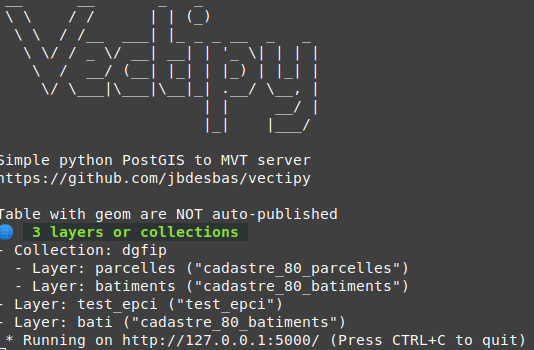 Vectipy
Simple python PostGIS to MVT server
https://github.com/jbdesbas/vectipy
Table with geom are NOT auto-published
3 layers or collections
- Collection: dgfip
- Layer: parcelles ("cadastre_80_parcelles")
- Layer: batiments ("cadastre_80_batiments")
- Layer: test_epci ("test_epci")
- Layer: bati ("cadastre_80_batiments")
* Running on http://127.0.0.1:5000/ (Press CTRL+C to quit)